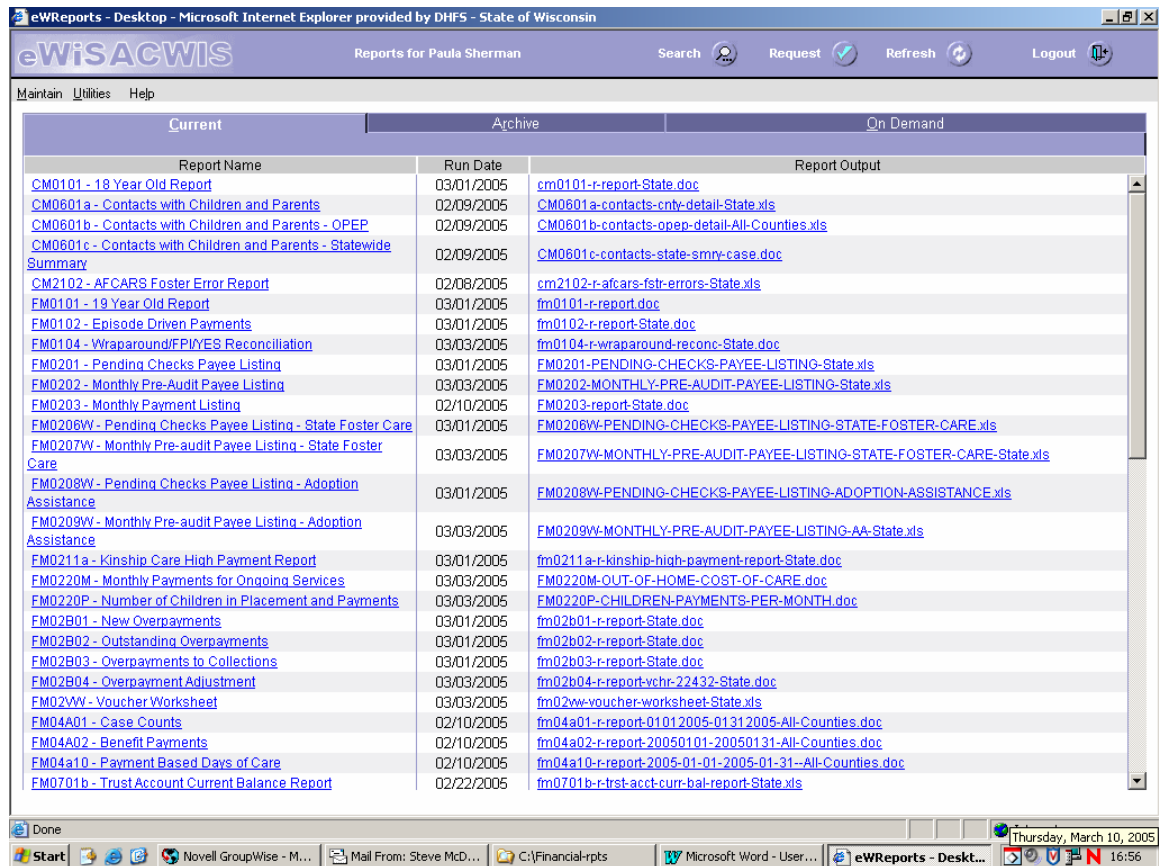 eWReports - Desktop - Microsoft Internet Explorer provided by DHFS - State of Wisconsin
eWiSACWIS Reports for Paula Sherman Search Request Refresh Logout
Maintain Utilities Help
Current Archive On Demand
Report Name Run Date Report Output
CM0101 - 18 Year Old Report 03/01/2005 cm0101-r-report-State.doc
CM0601a - Contacts with Children and Parents 02/09/2005 CM0601a-contacts-cnty-detail-State.xls
CM0601b - Contacts with Children and Parents - OPEP 02/09/2005 CM0601b-contacts-opep-detail-All-Counties.xls
CM0601c - Contacts with Children and Parents - Statewide
Summary 02/09/2005 CM0601c-contacts-state-smry-case.doc
CM2102 - AFCARS Foster Error Report 02/08/2005 cm2102-r-afcars-fstr-errors-State.xls
FM0101 - 19 Year Old Report 03/01/2005 fm0101-r-report.doc
FM0102 - Episode Driven Payments 03/01/2005 fm0102-r-report-State.doc
FM0104 - Wraparound/FPI/YES Reconciliation 03/03/2005 fm0104-r-wraparound-reconc-State.doc
FM0201 - Pending Checks Payee Listing 03/01/2005 FM0201-PENDING-CHECKS-PAYEE-LISTING-State.xls
FM0202 - Monthly Pre-Audit Payee Listing 03/03/2005 FM0202-MONTHLY-PRE-AUDIT-PAYEE-LISTING-State.xls
FM0203 - Monthly Payment Listing 02/10/2005 FM0203-report-State.doc
FM0206W - Pending Checks Payee Listing - State Foster Care 03/01/2005 FM0206W-PENDING-CHECKS-PAYEE-LISTING-STATE-FOSTER-CARE.xls
FM0207W - Monthly Pre-audit Payee Listing - State Foster
Care 03/03/2005 FM0207W-MONTHLY-PRE-AUDIT-PAYEE-LISTING-STATE-FOSTER-CARE-State.xls
FM0208W - Pending Checks Payee Listing - Adoption
Assistance 03/01/2005 FM0208W-PENDING-CHECKS-PAYEE-LISTING-ADOPTION-ASSISTANCE.xls
FM0209W - Monthly Pre-audit Payee Listing - Adoption
Assistance 03/03/2005 FM0209W-MONTHLY-PRE-AUDIT-PAYEE-LISTING-AA-State.xls
FM0211a - Kinship Care High Payment Report 03/01/2005 fm0211a-r-kinship-high-payment-report-State.doc
FM0220M - Monthly Payments for Ongoing Services 03/03/2005 FM0220M-OUT-OF-HOME-COST-OF-CARE.doc
FM0220P - Number of Children in Placement and Payments 03/03/2005 FM0220P-CHILDREN-PAYMENTS-PER-MONTH.doc
FM02B01 - New Overpayments 03/01/2005 fm02b01-r-report-State.doc
FM02B02 - Outstanding Overpayments 03/01/2005 fm02b02-r-report-State.doc
FM02B03 - Overpayments to Collections 03/01/2005 fm02b03-r-report-State.doc
FM02B04 - Overpayment Adjustment 03/03/2005 fm02b04-r-report-vchr-22432-State.doc
FM02VW - Voucher Worksheet 03/03/2005 fm02vw-voucher-worksheet-State.xls
FM04A01 - Case Counts 02/10/2005 fm04a01-r-report-01012005-01312005-All-Counties.doc
FM04A02 - Benefit Payments 02/10/2005 fm04a02-r-report-20050101-20050131-All-Counties.doc
FM04a10 - Payment Based Days of Care 02/10/2005 fm04a10-r-report-2005-01-01-2005-01-31--All-Counties.doc
FM0701b - Trust Account Current Balance Report 02/22/2005 fm0701b-r-trst-acct-curr-bal-report-State.xls
Done
Thursday, March 10, 2005
Start Novell GroupWise - M... Mail From: Steve McD... C:\Financial-rpts Microsoft Word - User... eWReports - Deskt... N 16:56